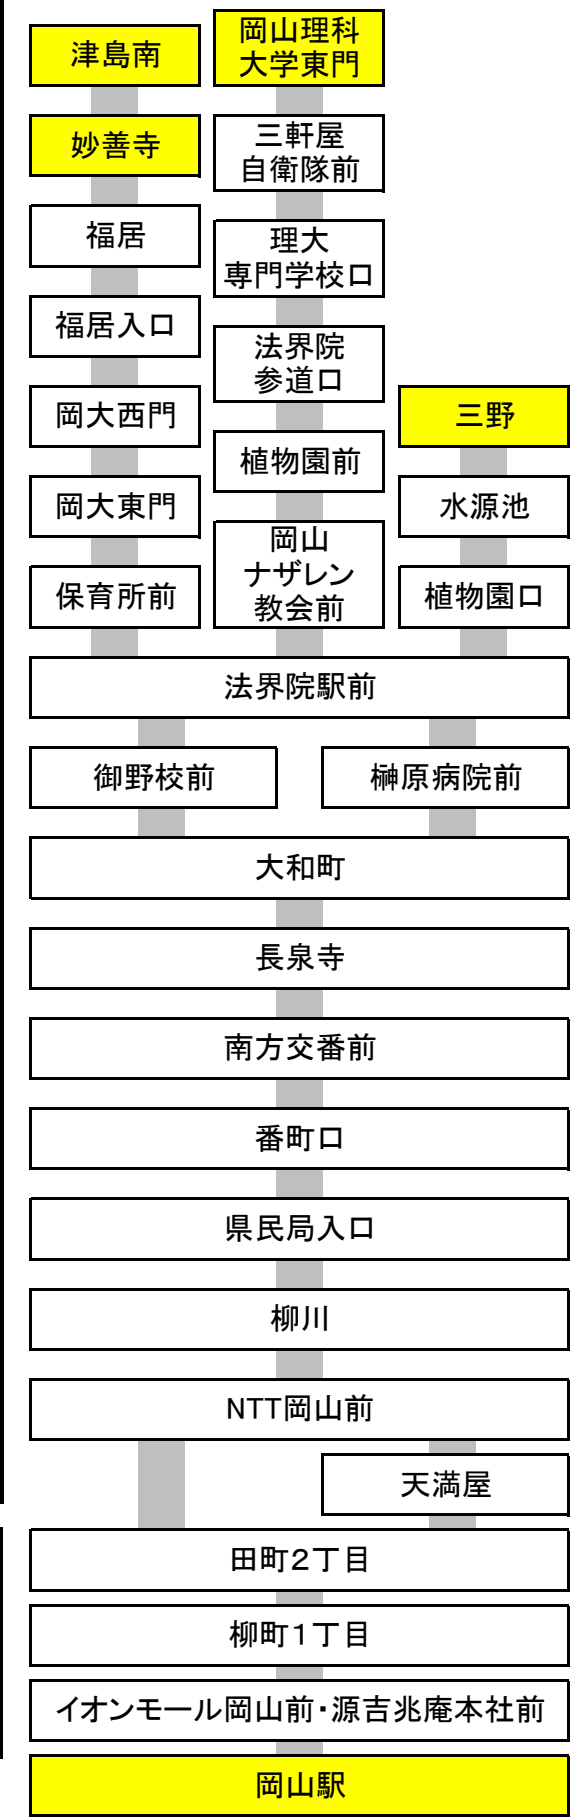 津島南
妙善寺
福居
福居入口
岡大西門
岡大東門
保育所前
岡山理科
大学東門
三軒屋
自衛隊前
理大
専門学校口
法界院
参道口
植物園前
岡山
ナザレン
教会前
三野
水源池
植物園口
法界院駅前
御野校前
榊原病院前
大和町
長泉寺
南方交番前
番町口
県民局入口
柳川
NTT岡山前
天満屋
田町２丁目
柳町１丁目
イオンモール岡山前・源吉兆庵本社前
岡山駅